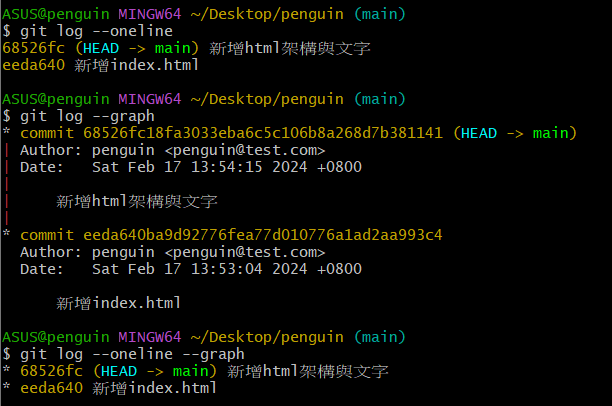 ASUS@penguin MINGW64 ~/Desktop/penguin (main)
$ git log --oneline
68526fc (HEAD -> main) 新增html架構與文字
eeda640 新增index.html
ASUS@penguin MINGW64 ~/Desktop/penguin (main)
$ git log --graph
* commit 68526fc18fa3033eba6c5c106b8a268d7b381141 (HEAD -> main)
| Author: penguin <penguin@test.com>
| Date:   Sat Feb 17 13:54:15 2024 +0800
|
|     新增html架構與文字
|
* commit eeda640ba9d92776fea77d010776a1ad2aa993c4
  Author: penguin <penguin@test.com>
  Date:   Sat Feb 17 13:53:04 2024 +0800
      新增index.html
ASUS@penguin MINGW64 ~/Desktop/penguin (main)
$ git log --oneline --graph
* 68526fc (HEAD -> main) 新增html架構與文字
* eeda640 新增index.html